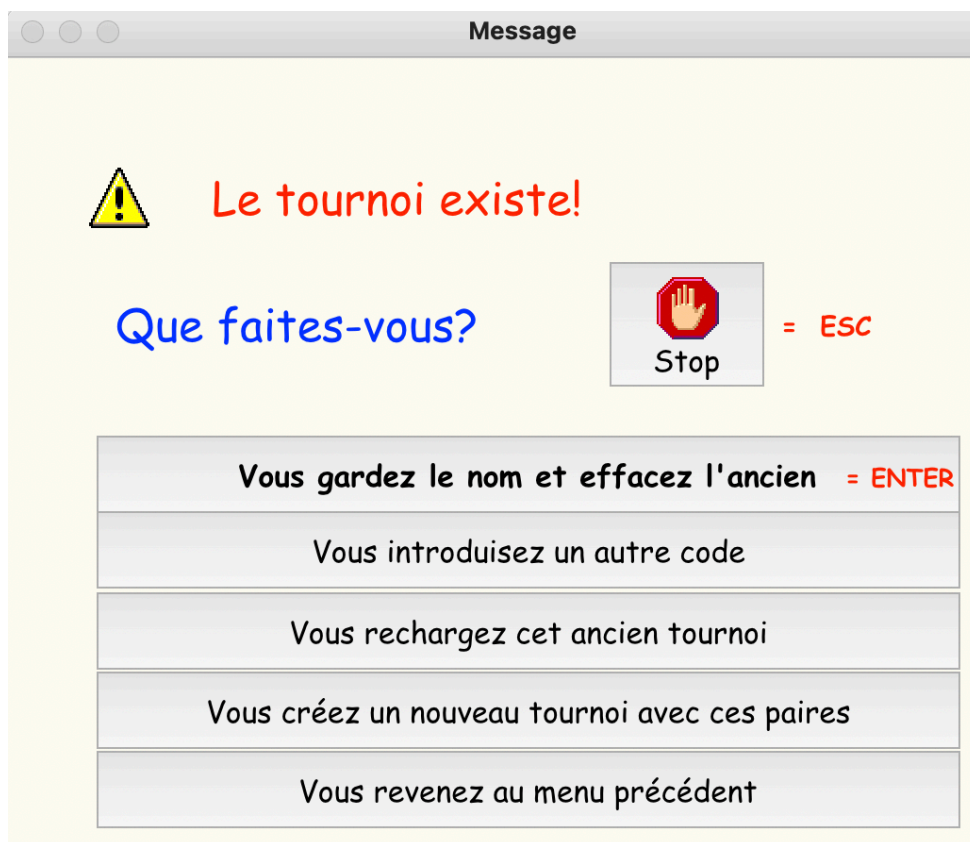 Message
Le tournoi existe!
Que faites-vous?
Stop
= ESC
Vous gardez le nom et effacez l'ancien = ENTER
Vous introduisez un autre code
Vous rechargez cet ancien tournoi
Vous créez un nouveau tournoi avec ces paires
Vous revenez au menu précédent